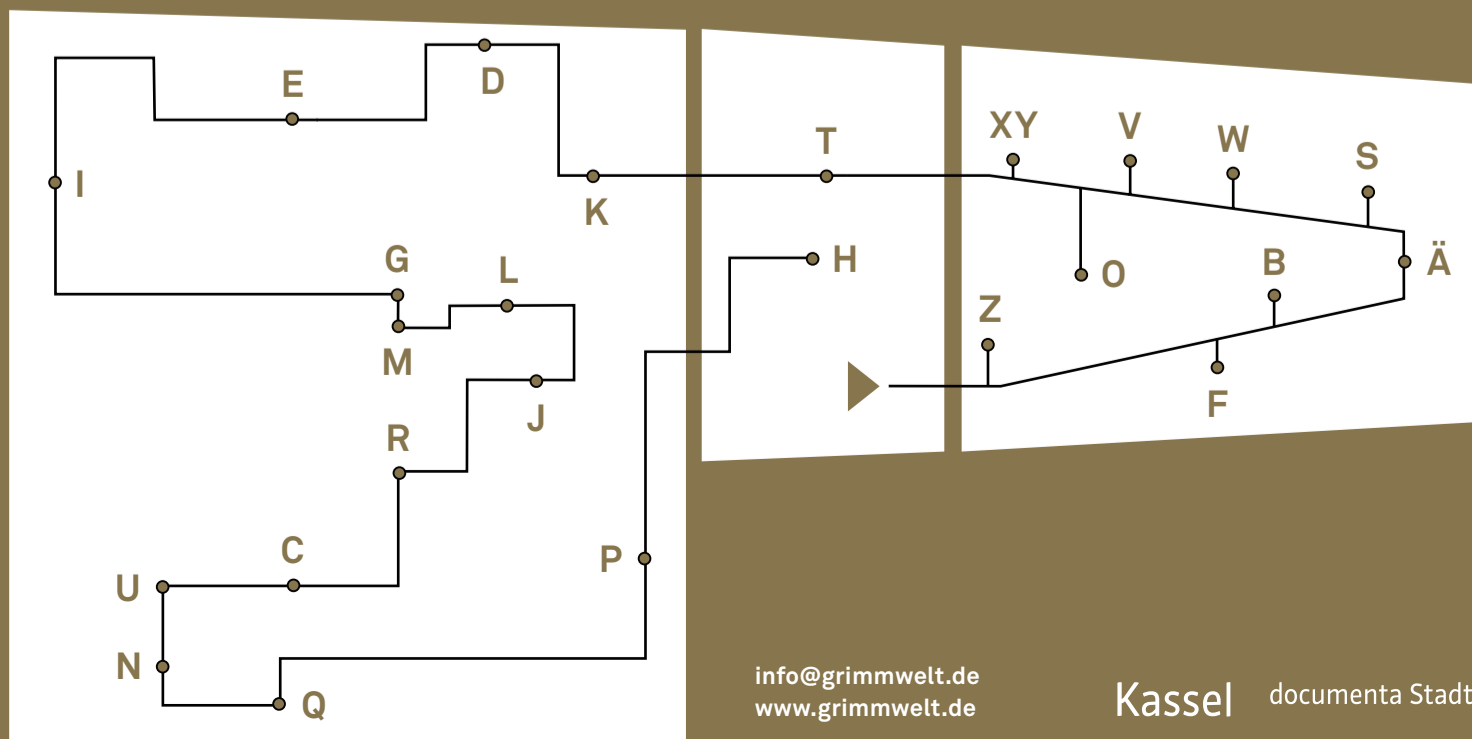 E
D
I
K
T
XY
V
W
S
G
L
H
O
B
Ä
M
J
Z
F
R
C
P
U
N
Q
info@grimmwelt.de
www.grimmwelt.de
Kassel
documenta Stadt